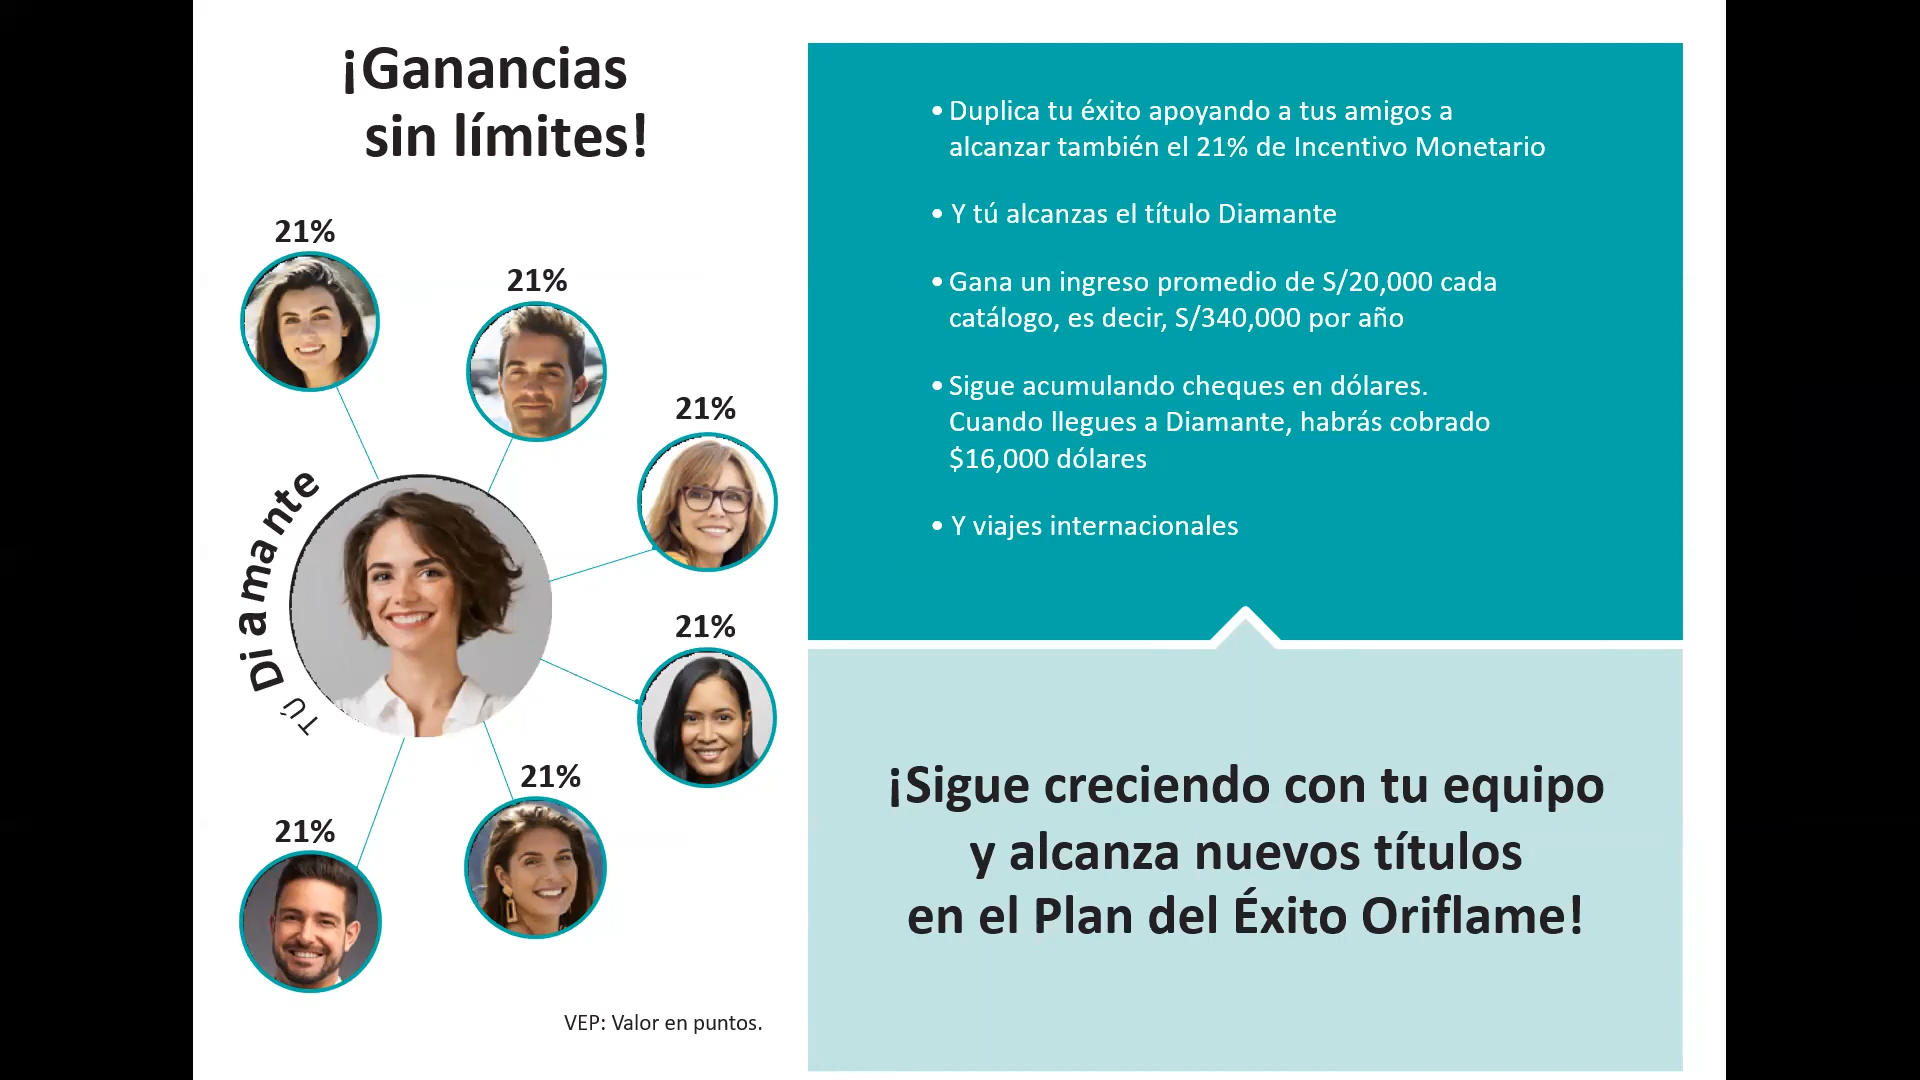 ¡Ganancias
sin límites!
21%
21%
21%
21%
21%
21%
TÚ Diamante
VEP: Valor en puntos.
• Duplica tu éxito apoyando a tus amigos a
alcanzar también el 21% de Incentivo Monetario
• Y tú alcanzas el título Diamante
• Gana un ingreso promedio de S/20,000 cada
catálogo, es decir, S/340,000 por año
• Sigue acumulando cheques en dólares.
Cuando llegues a Diamante, habrás cobrado
$16,000 dólares
• Y viajes internacionales
¡Sigue creciendo con tu equipo
y alcanza nuevos títulos
en el Plan del Éxito Oriflame!